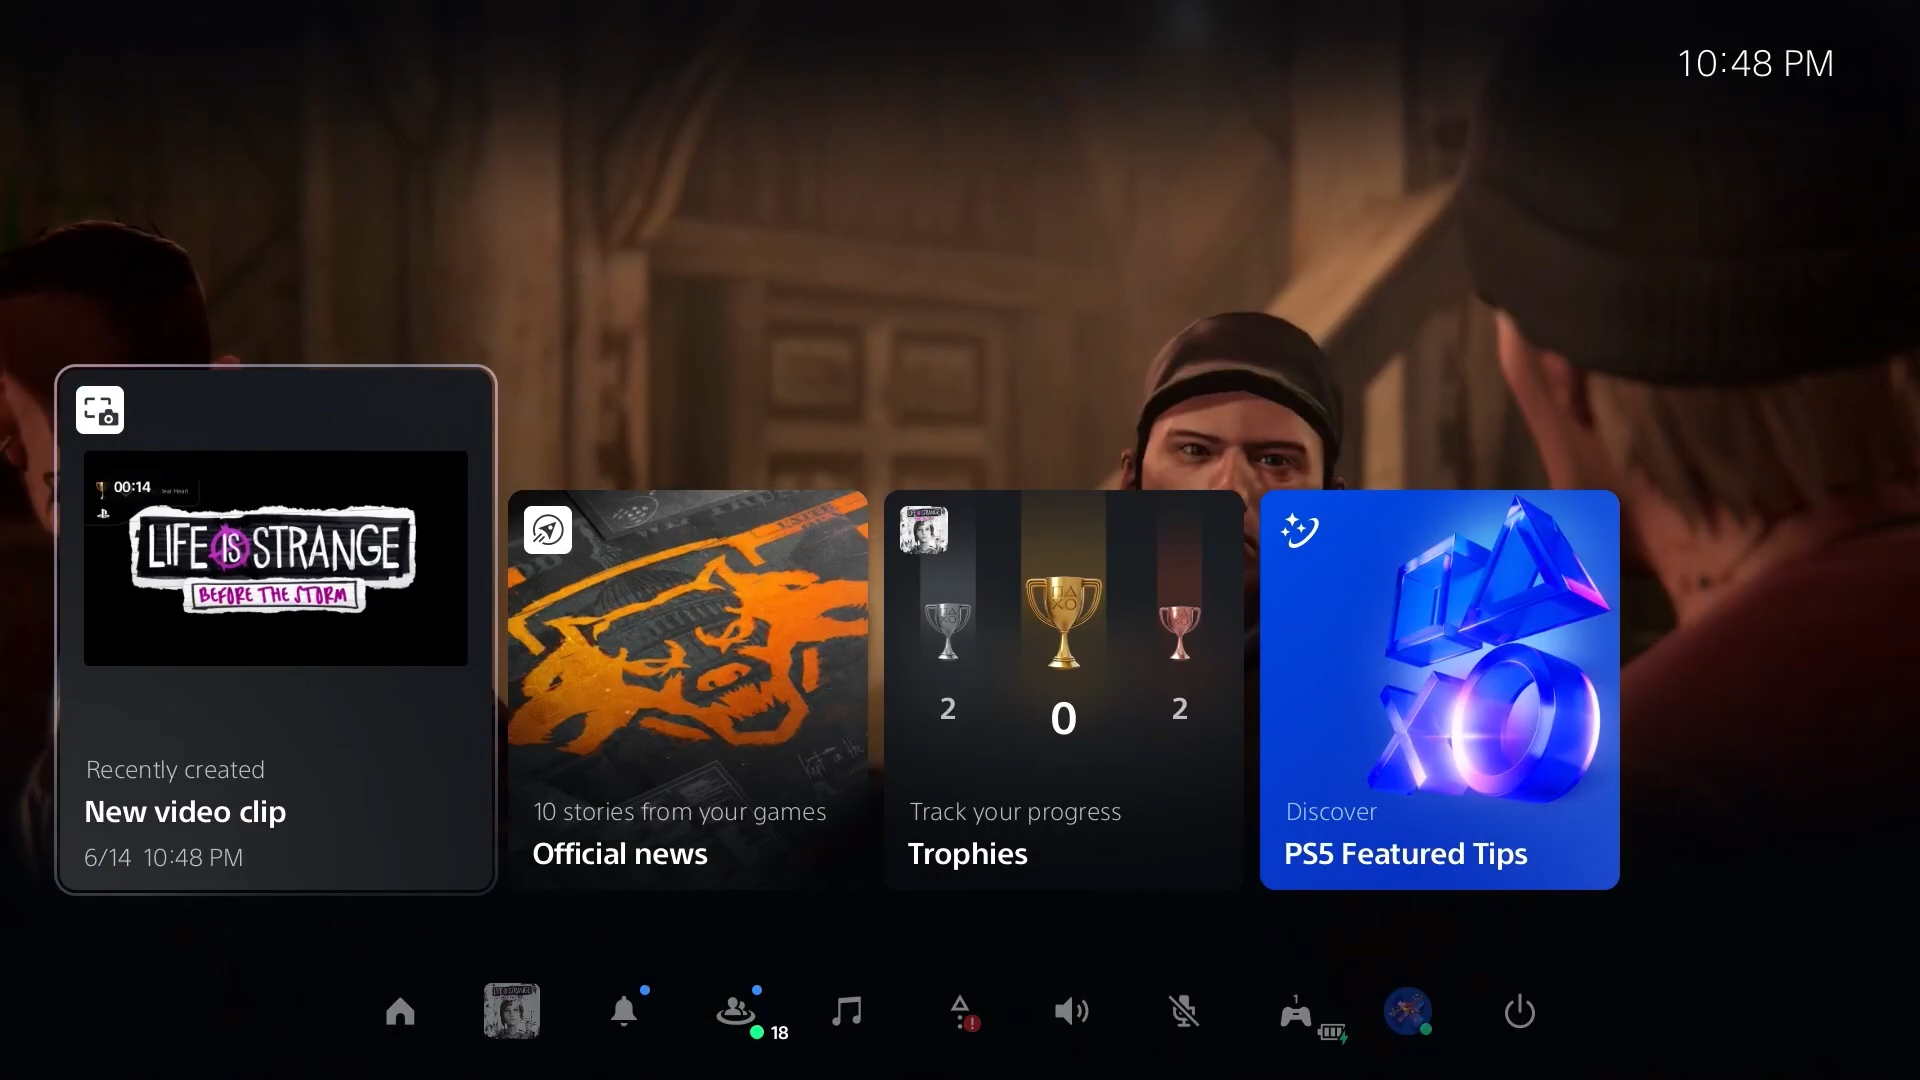 10:48 PM
00:14
LIFE IS STRANGE
BEFORE THE STORM
Recently created
New video clip
6/14 10:48 PM
10 stories from your games
Official news
2
0
2
Track your progress
Trophies
Discover
PS5 Featured Tips
18
1